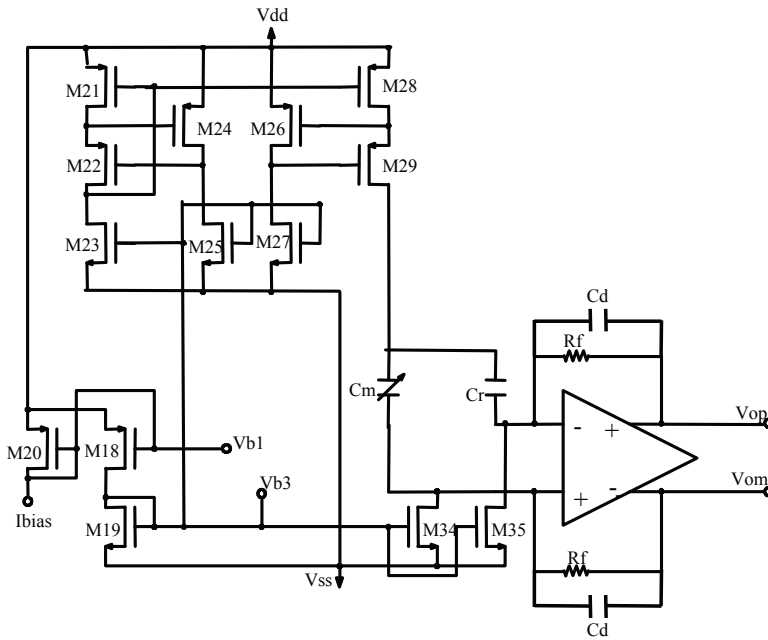 Vdd
M21
M28
M24
M26
M22
M29
M23
M25
M27
Cd
Rf
Cm
Cr
Vop
- +
M20
M18
Vb1
Vb3
Vom
+ -
Ibias
M19
M34
M35
Rf
Vss
Cd